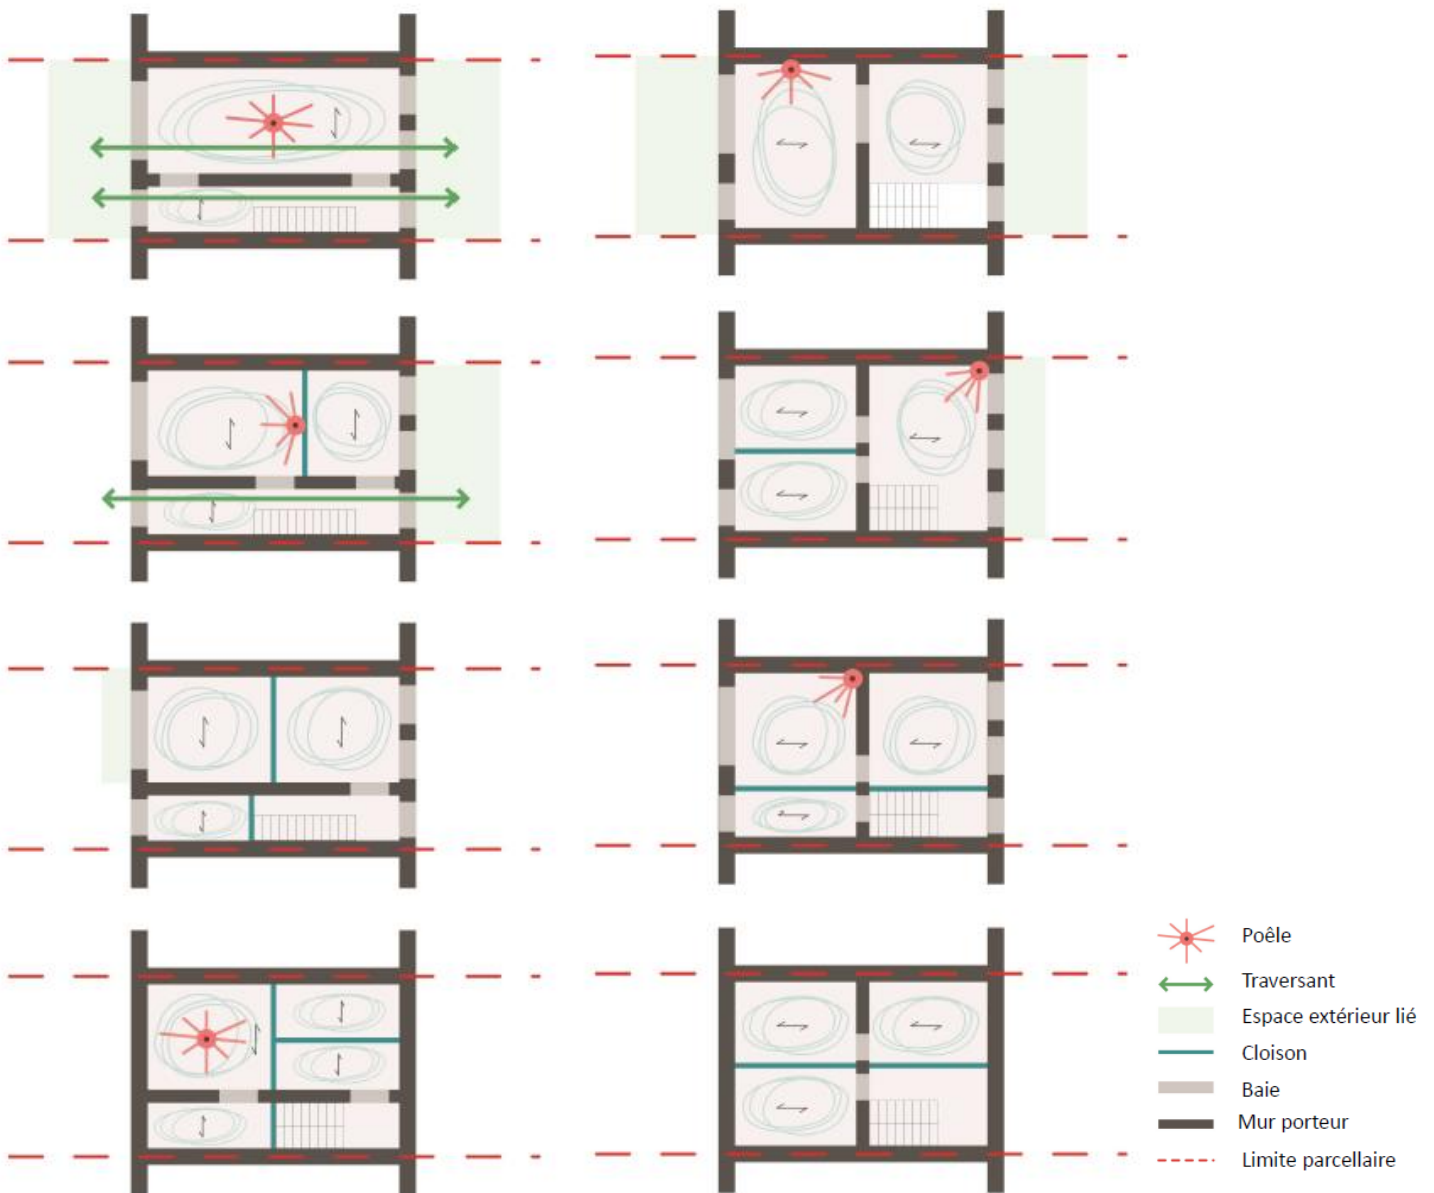 Poêle
Traversant
Espace extérieur lié
Cloison
Baie
Mur porteur
Limite parcellaire